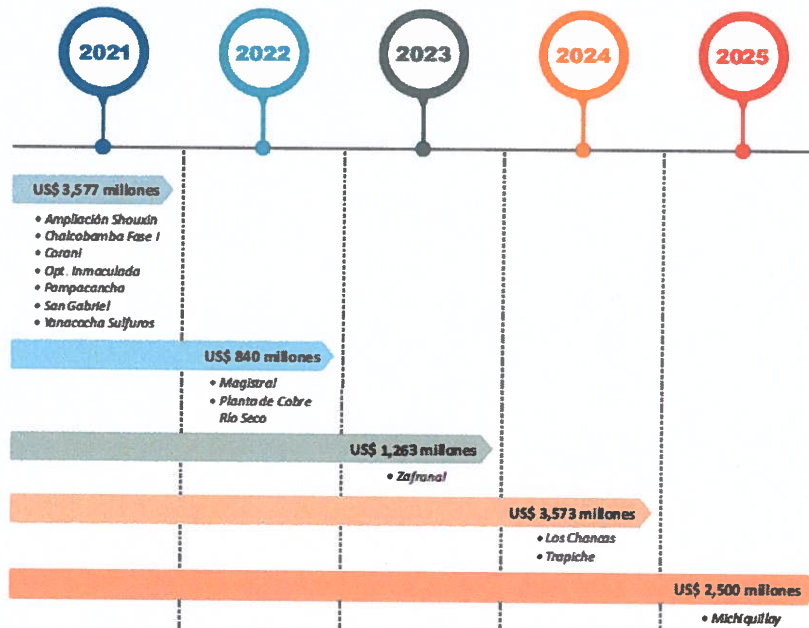 2021 2022 2023 2024 2025
US$ 3,577 millones
• Ampliación Shouxin
• Chalcobamba Fase I
• Corani
• Opt. Inmaculada
• Pampacancha
• San Gabriel
• Yanacocha Sulfuros
US$ 840 millones
• Magistral
• Planta de Cobre
Río Seco
US$ 1,263 millones
• Zafranal
US$ 3,573 millones
• Los Chancas
• Trapiche
US$ 2,500 millones
• Michiquillay